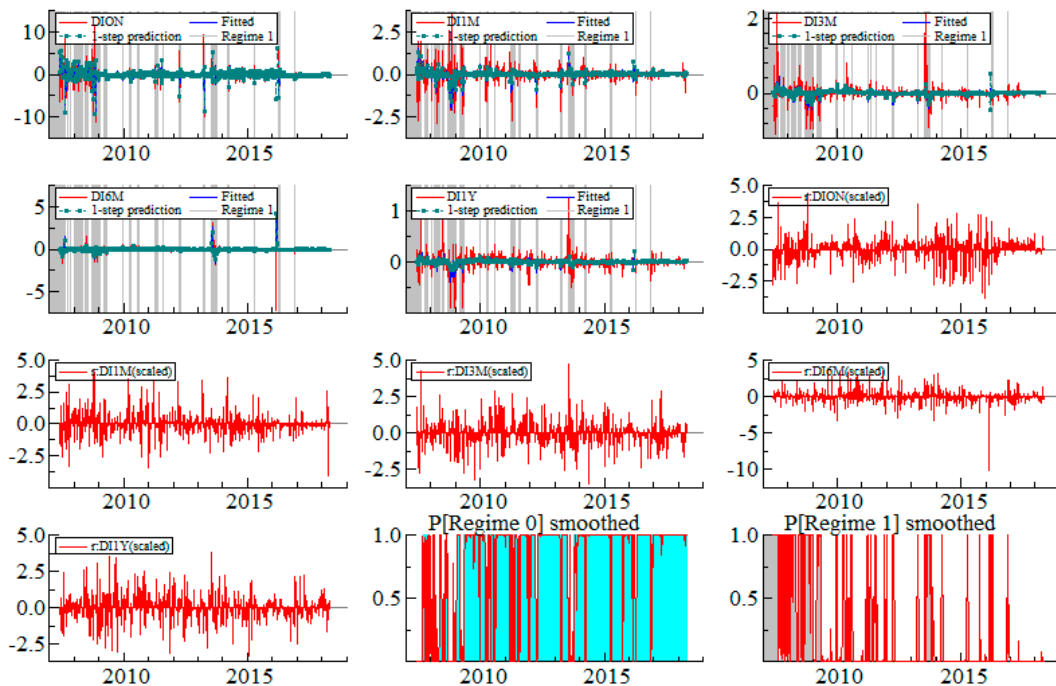 DION Fitted
1-step prediction Regime 1
10
0
-10
2010 2015
DI1M Fitted
1-step prediction Regime 1
2.5
0.0
-2.5
2010 2015
DI3M Fitted
1-step prediction Regime 1
2
0
2010 2015
DI6M Fitted
1-step prediction Regime 1
5
0
-5
2010 2015
DI1Y Fitted
1-step prediction Regime 1
1
0
2010 2015
r:DION(scaled)
5.0
2.5
0.0
-2.5
2010 2015
r:DI1M(scaled)
5.0
2.5
0.0
-2.5
2010 2015
r:DI3M(scaled)
5.0
2.5
0.0
-2.5
2010 2015
r:DI6M(scaled)
5
0
-5
-10
2010 2015
r:DI1Y(scaled)
5.0
2.5
0.0
-2.5
2010 2015
P[Regime 0] smoothed
1.0
0.5
2010 2015
P[Regime 1] smoothed
1.0
0.5
2010 2015